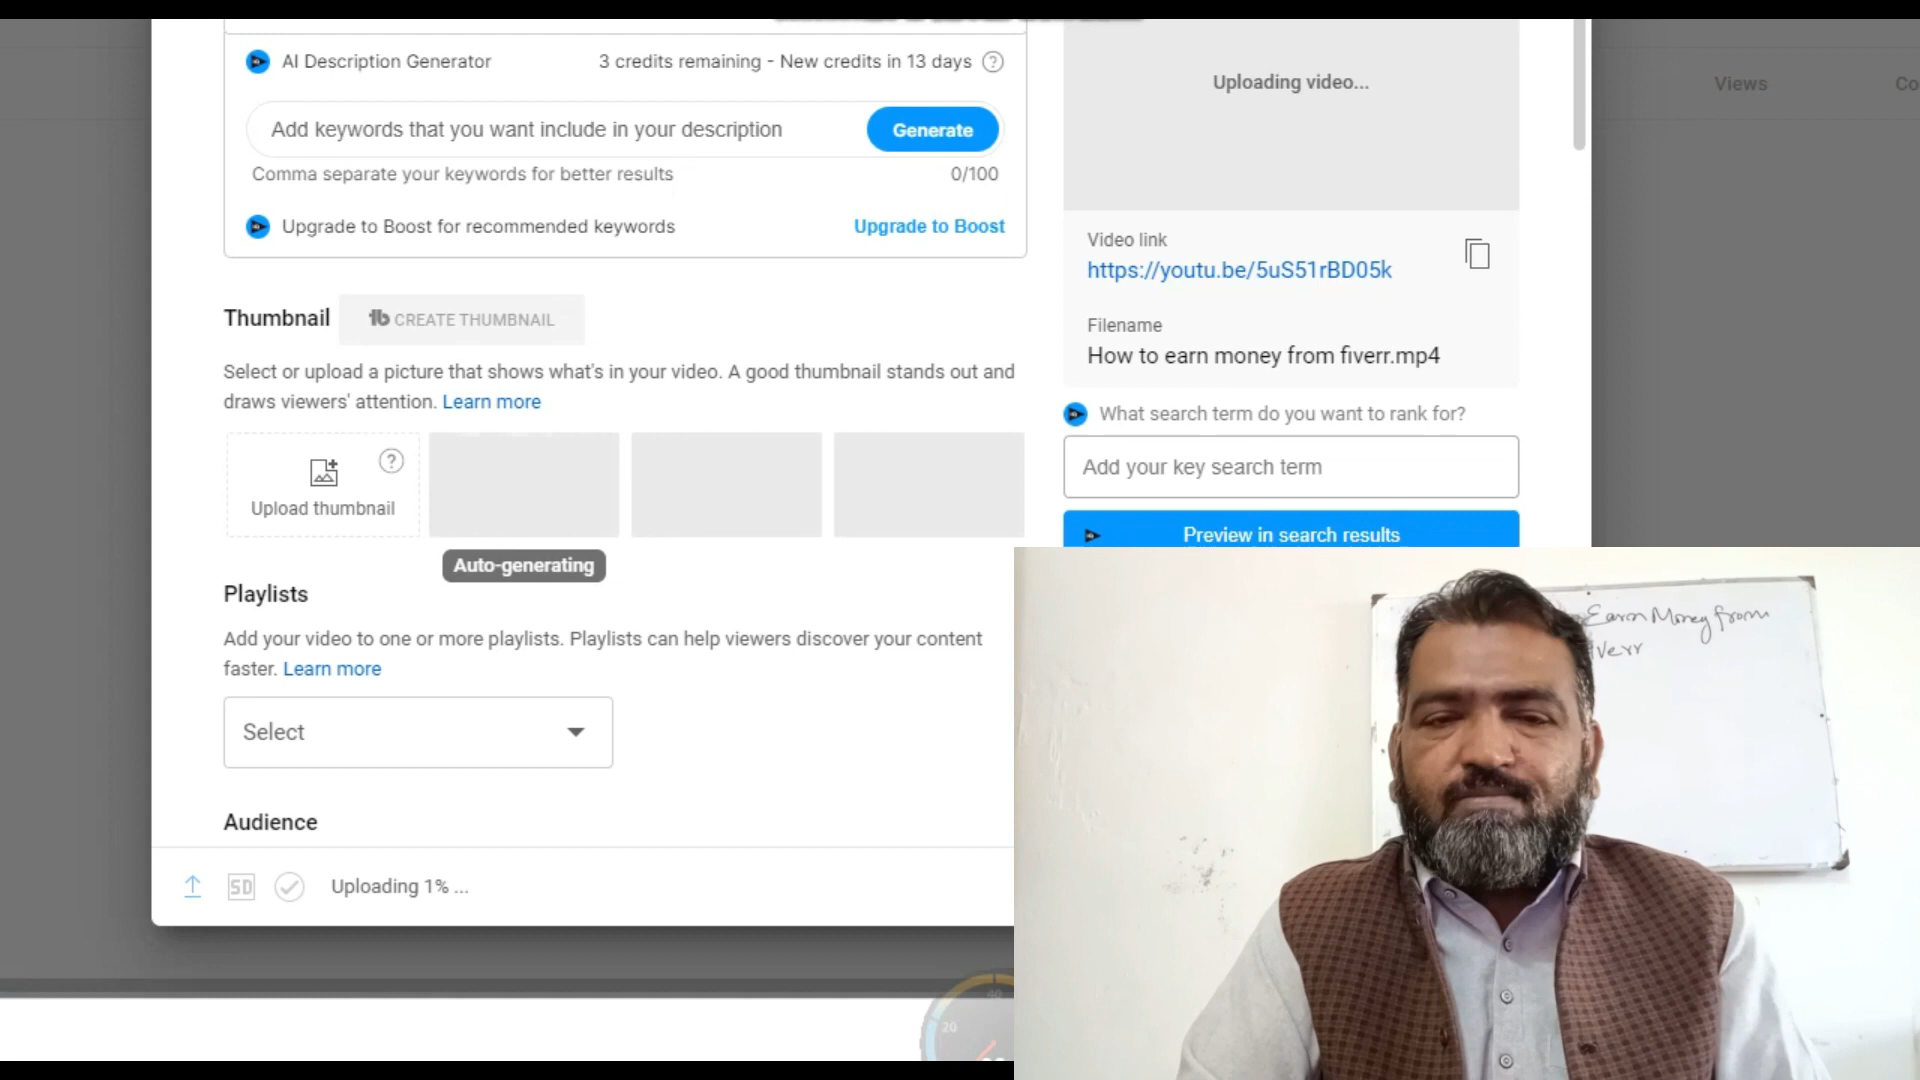 AI Description Generator
3 credits remaining - New credits in 13 days
Add keywords that you want include in your description
Generate
Comma separate your keywords for better results
0/100
Upgrade to Boost for recommended keywords
Upgrade to Boost
Thumbnail
CREATE THUMBNAIL
Select or upload a picture that shows what's in your video. A good thumbnail stands out and
draws viewers' attention. Learn more
Upload thumbnail
Auto-generating
Playlists
Add your video to one or more playlists. Playlists can help viewers discover your content
faster. Learn more
Select
Audience
SD
Uploading 1% ...
Uploading video...
Video link
https://youtu.be/5uS51rBD05k
Filename
How to earn money from fiverr.mp4
What search term do you want to rank for?
Add your key search term
Preview in search results
Views
Co
Earn Money from
verr
20
40